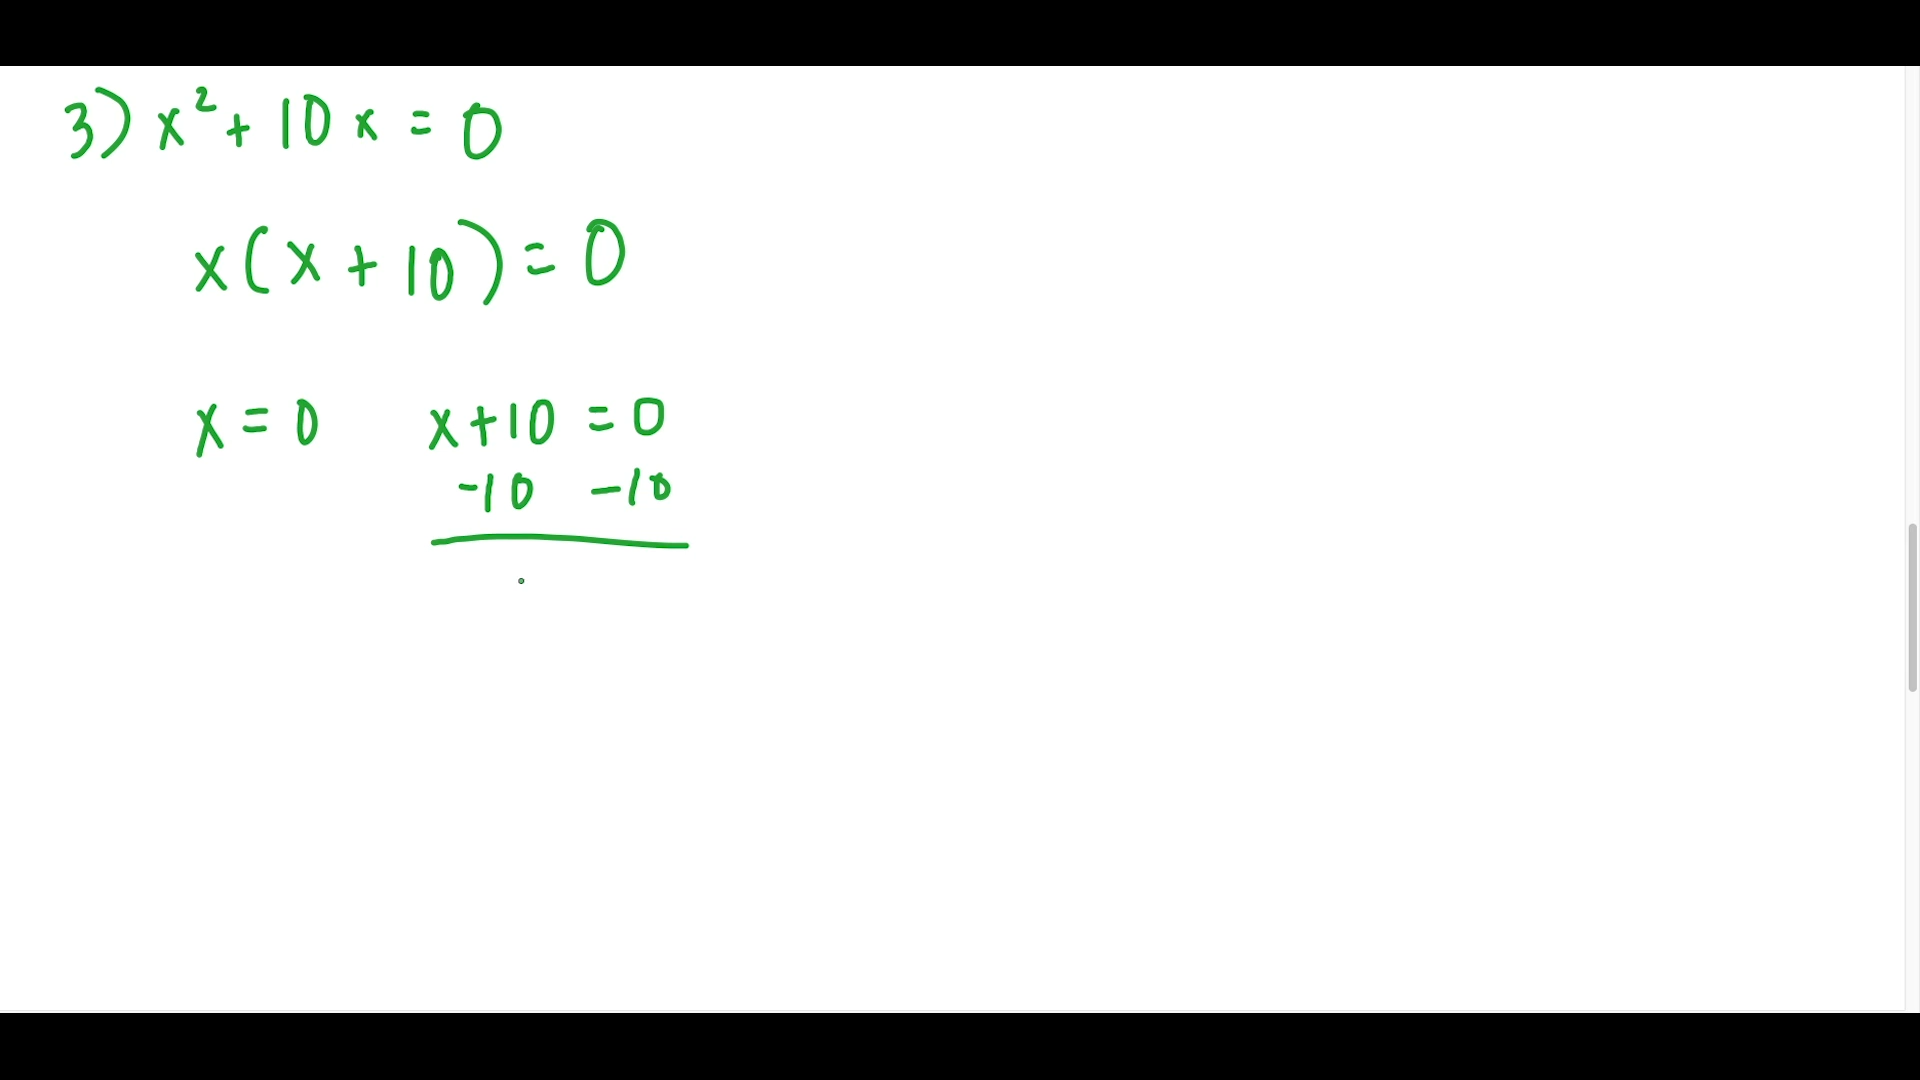 3) x² + 10x = 0
x(x + 10) = 0
x = 0 x + 10 = 0
-10 -10